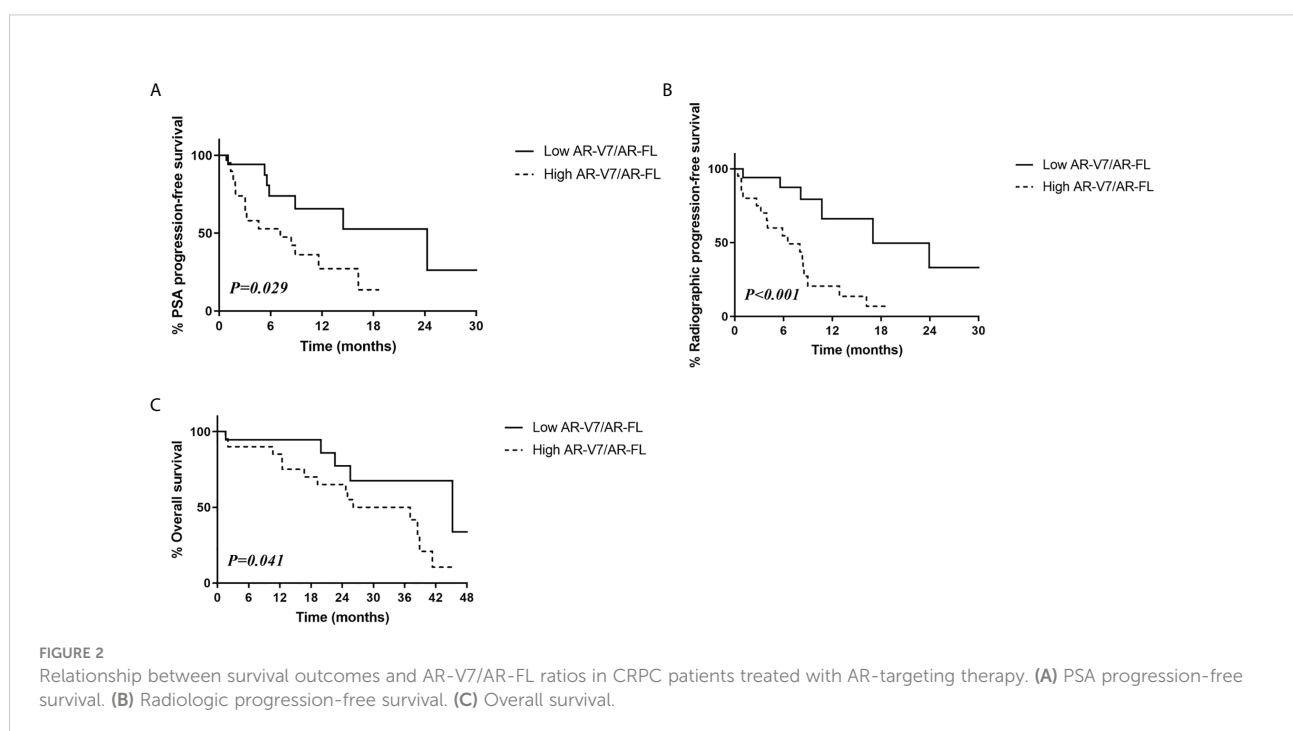 A
% PSA progression-free survival
100
50
0
0 6 12 18 24 30
Time (months)
P=0.029
Low AR-V7/AR-FL
High AR-V7/AR-FL
B
% Radiographic progression-free survival
100
50
0
0 6 12 18 24 30
Time (months)
P<0.001
Low AR-V7/AR-FL
High AR-V7/AR-FL
C
% Overall survival
100
50
0
0 6 12 18 24 30 36 42 48
Time (months)
P=0.041
Low AR-V7/AR-FL
High AR-V7/AR-FL
FIGURE 2
Relationship between survival outcomes and AR-V7/AR-FL ratios in CRPC patients treated with AR-targeting therapy. (A) PSA progression-free
survival. (B) Radiologic progression-free survival. (C) Overall survival.